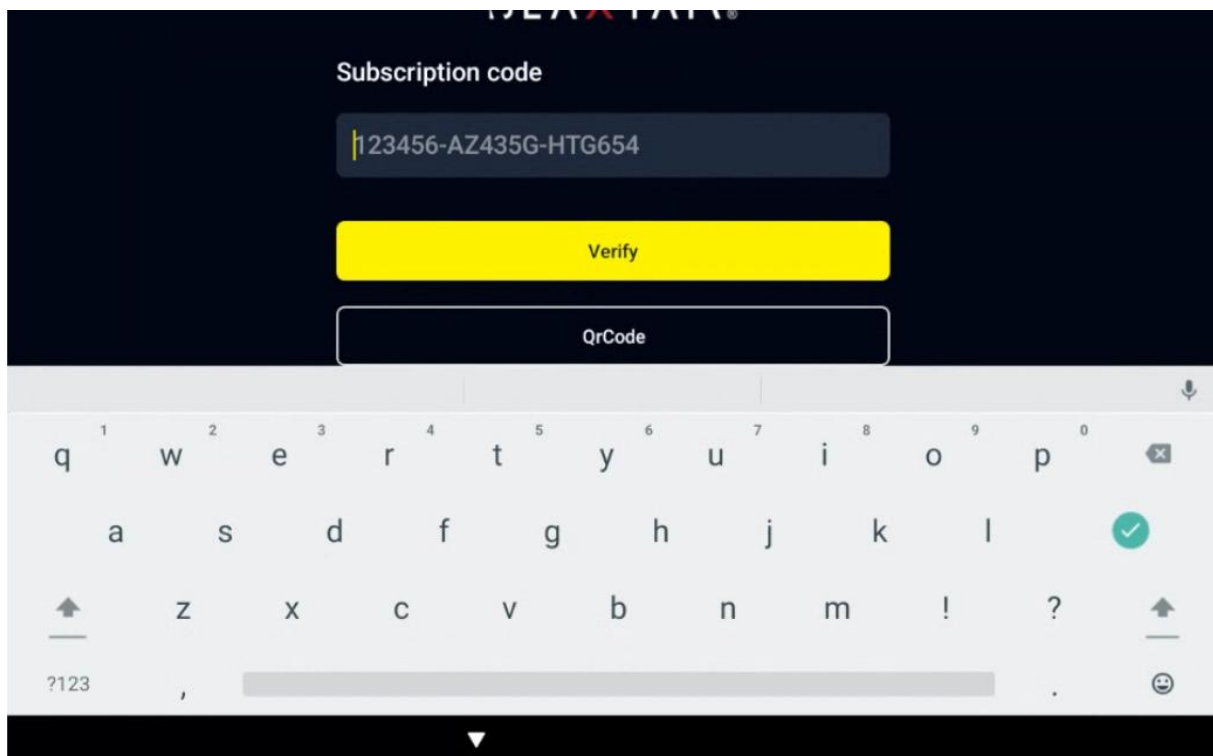 Subscription code
123456-AZ435G-HTG654
Verify
QrCode
1 2 3 4 5 6 7 8 9 0
q w e r t y u i o p
a s d f g h j k l
z x c v b n m ! ?
?123 , .